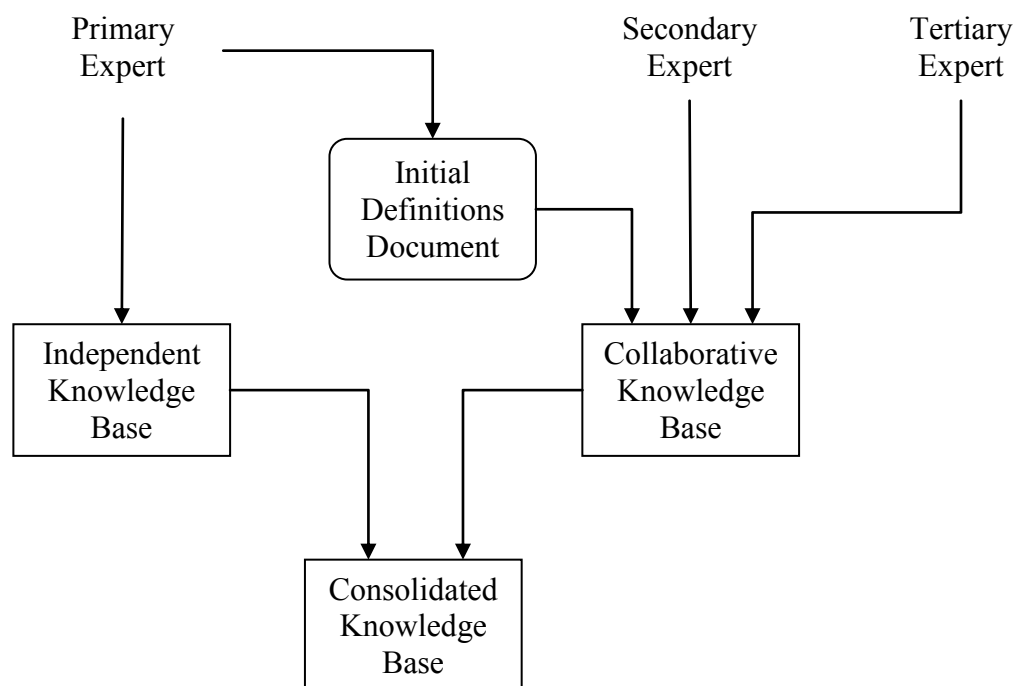 Primary
Expert
Secondary
Expert
Tertiary
Expert
Initial
Definitions
Document
Independent
Knowledge
Base
Collaborative
Knowledge
Base
Consolidated
Knowledge
Base